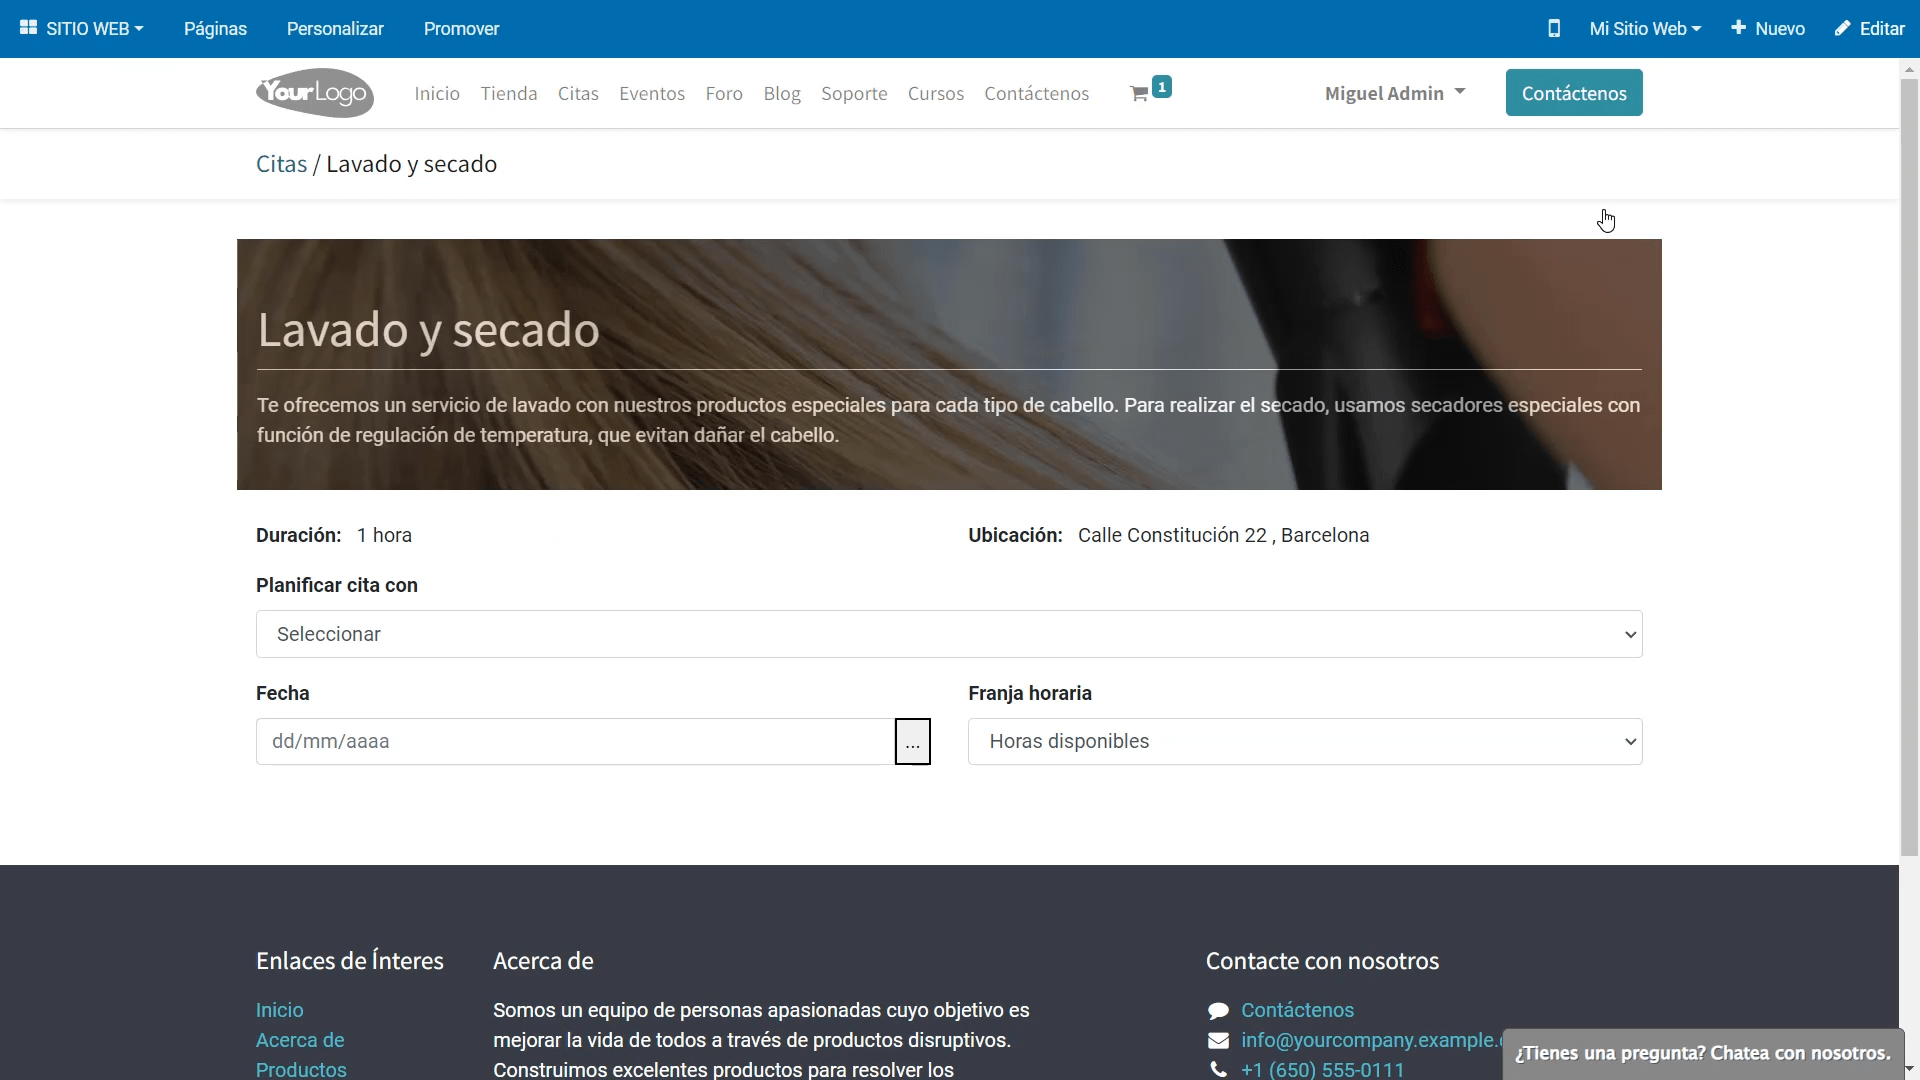 SITIO WEB Páginas Personalizar Promover Mi Sitio Web Nuevo Editar
YourLogo Inicio Tienda Citas Eventos Foro Blog Soporte Cursos Contáctenos 1 Miguel Admin Contáctenos
Citas / Lavado y secado
Lavado y secado
Te ofrecemos un servicio de lavado con nuestros productos especiales para cada tipo de cabello. Para realizar el secado, usamos secadores especiales con
función de regulación de temperatura, que evitan dañar el cabello.
Duración: 1 hora Ubicación: Calle Constitución 22 , Barcelona
Planificar cita con
Seleccionar
Fecha Franja horaria
dd/mm/aaaa ... Horas disponibles
Enlaces de Ínteres Acerca de Contacte con nosotros
Inicio Somos un equipo de personas apasionadas cuyo objetivo es Contáctenos
Acerca de mejorar la vida de todos a través de productos disruptivos. info@yourcompany.example.
Productos Construimos excelentes productos para resolver los +1 (650) 555-0111
¿Tienes una pregunta? Chatea con nosotros.